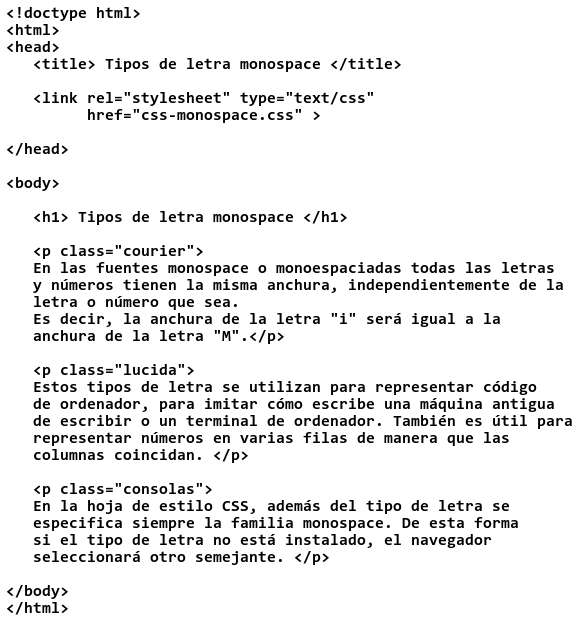 <!doctype html>
<html>
<head>
   <title> Tipos de letra monospace </title>

   <link rel="stylesheet" type="text/css"
         href="css-monospace.css" >

</head>

<body>

   <h1> Tipos de letra monospace </h1>

   <p class="courier">
   En las fuentes monospace o monoespaciadas todas las letras
   y números tienen la misma anchura, independientemente de la
   letra o número que sea.
   Es decir, la anchura de la letra "i" será igual a la
   anchura de la letra "M".</p>

   <p class="lucida">
   Estos tipos de letra se utilizan para representar código
   de ordenador, para imitar cómo escribe una máquina antigua
   de escribir o un terminal de ordenador. También es útil para
   representar números en varias filas de manera que las
   columnas coincidan. </p>

   <p class="consolas">
   En la hoja de estilo CSS, además del tipo de letra se
   especifica siempre la familia monospace. De esta forma
   si el tipo de letra no está instalado, el navegador
   seleccionará otro semejante. </p>

</body>
</html>